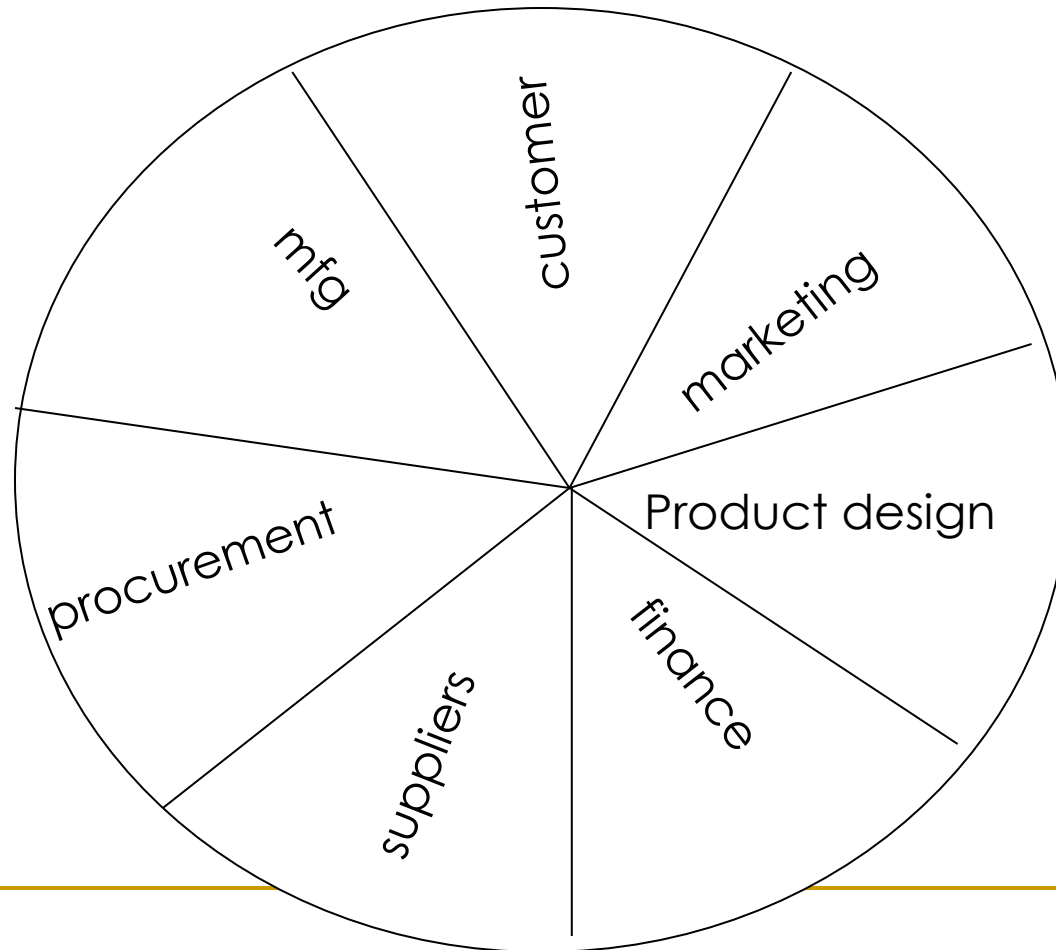 customer
marketing
Product design
finance
suppliers
procurement
mfg